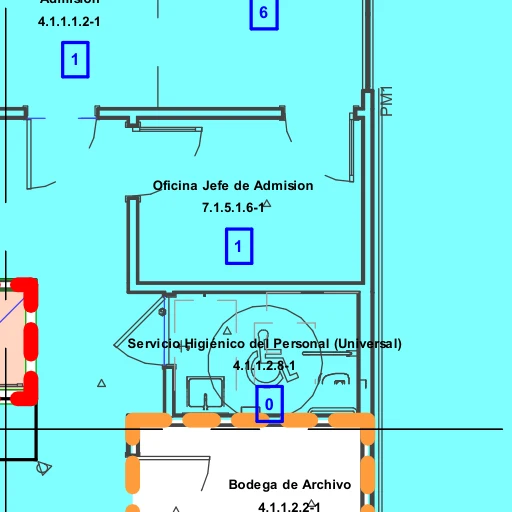 Admision
4.1.1.1.2-1
6
1
PM1
Oficina Jefe de Admision
7.1.5.1.6-1
1
Servicio Higiénico del Personal (Universal)
4.1.1.2.8-1
0
Bodega de Archivo
4.1.1.2.2-1